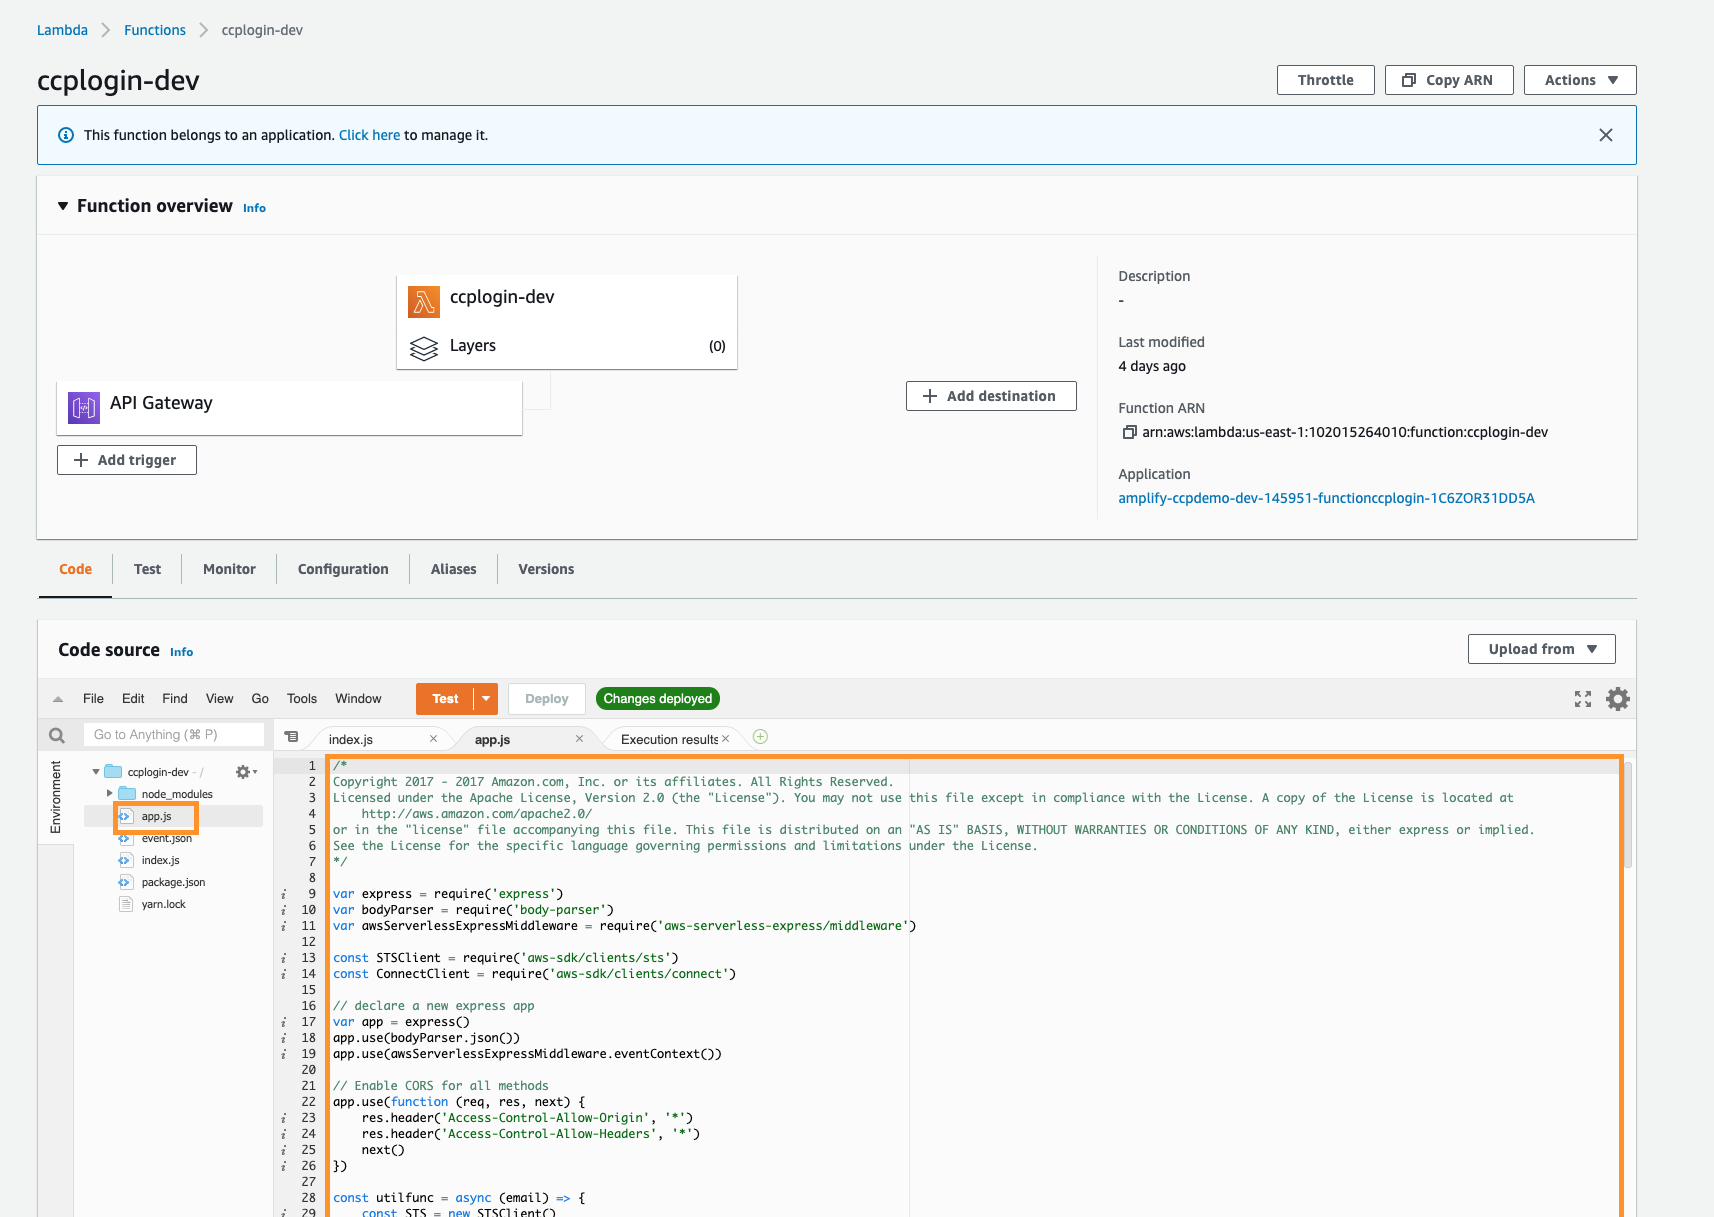 Lambda > Functions > ccplogin-dev
ccplogin-dev
Throttle
Copy ARN
Actions ▼
This function belongs to an application. Click here to manage it.
Function overview Info
ccplogin-dev
Layers (0)
API Gateway
+ Add trigger
+ Add destination
Description
-
Last modified
4 days ago
Function ARN
arn:aws:lambda:us-east-1:102015264010:function:ccplogin-dev
Application
amplify-ccpdemo-dev-145951-functionccplogin-1C6ZOR31DD5A
Code
Test
Monitor
Configuration
Aliases
Versions
Code source Info
Upload from ▼
File Edit Find View Go Tools Window
Test
Deploy
Changes deployed
Go to Anything (⌘ P)
index.js
app.js
Execution results
Environment
ccplogin-dev - /
node_modules
app.js
event.json
index.js
package.json
yarn.lock
1 /*
2 Copyright 2017 - 2017 Amazon.com, Inc. or its affiliates. All Rights Reserved.
3 Licensed under the Apache License, Version 2.0 (the "License"). You may not use this file except in compliance with the License. A copy of the License is located at
4     http://aws.amazon.com/apache2.0/
5 or in the "license" file accompanying this file. This file is distributed on an "AS IS" BASIS, WITHOUT WARRANTIES OR CONDITIONS OF ANY KIND, either express or implied.
6 See the License for the specific language governing permissions and limitations under the License.
7 */
8
9 var express = require('express')
10 var bodyParser = require('body-parser')
11 var awsServerlessExpressMiddleware = require('aws-serverless-express/middleware')
12
13 const STSClient = require('aws-sdk/clients/sts')
14 const ConnectClient = require('aws-sdk/clients/connect')
15
16 // declare a new express app
17 var app = express()
18 app.use(bodyParser.json())
19 app.use(awsServerlessExpressMiddleware.eventContext())
20
21 // Enable CORS for all methods
22 app.use(function (req, res, next) {
23     res.header('Access-Control-Allow-Origin', '*')
24     res.header('Access-Control-Allow-Headers', '*')
25     next()
26 })
27
28 const utilfunc = async (email) => {
29     const STS = new STSClient()